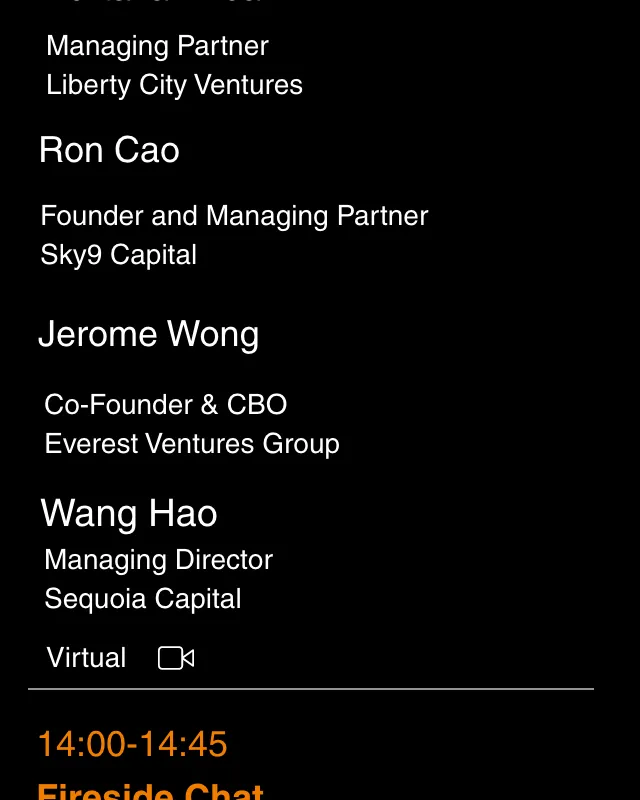 Managing Partner
Liberty City Ventures
Ron Cao
Founder and Managing Partner
Sky9 Capital
Jerome Wong
Co-Founder & CBO
Everest Ventures Group
Wang Hao
Managing Director
Sequoia Capital
Virtual
14:00-14:45
Fireside Chat